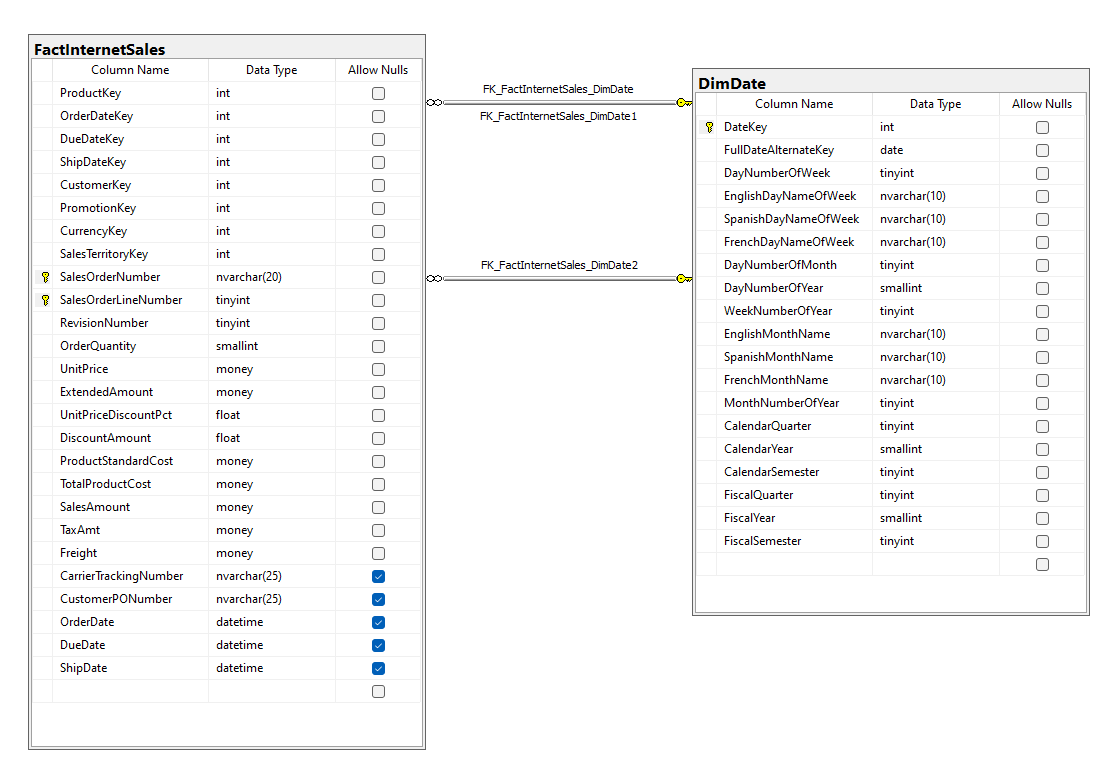 FactInternetSales
Column Name Data Type Allow Nulls
ProductKey int
OrderDateKey int
DueDateKey int
ShipDateKey int
CustomerKey int
PromotionKey int
CurrencyKey int
SalesTerritoryKey int
SalesOrderNumber nvarchar(20)
SalesOrderLineNumber tinyint
RevisionNumber tinyint
OrderQuantity smallint
UnitPrice money
ExtendedAmount money
UnitPriceDiscountPct float
DiscountAmount float
ProductStandardCost money
TotalProductCost money
SalesAmount money
TaxAmt money
Freight money
CarrierTrackingNumber nvarchar(25)
CustomerPONumber nvarchar(25)
OrderDate datetime
DueDate datetime
ShipDate datetime
FK_FactInternetSales_DimDate
FK_FactInternetSales_DimDate1
FK_FactInternetSales_DimDate2
DimDate
Column Name Data Type Allow Nulls
DateKey int
FullDateAlternateKey date
DayNumberOfWeek tinyint
EnglishDayNameOfWeek nvarchar(10)
SpanishDayNameOfWeek nvarchar(10)
FrenchDayNameOfWeek nvarchar(10)
DayNumberOfMonth tinyint
DayNumberOfYear smallint
WeekNumberOfYear tinyint
EnglishMonthName nvarchar(10)
SpanishMonthName nvarchar(10)
FrenchMonthName nvarchar(10)
MonthNumberOfYear tinyint
CalendarQuarter tinyint
CalendarYear smallint
CalendarSemester tinyint
FiscalQuarter tinyint
FiscalYear smallint
FiscalSemester tinyint